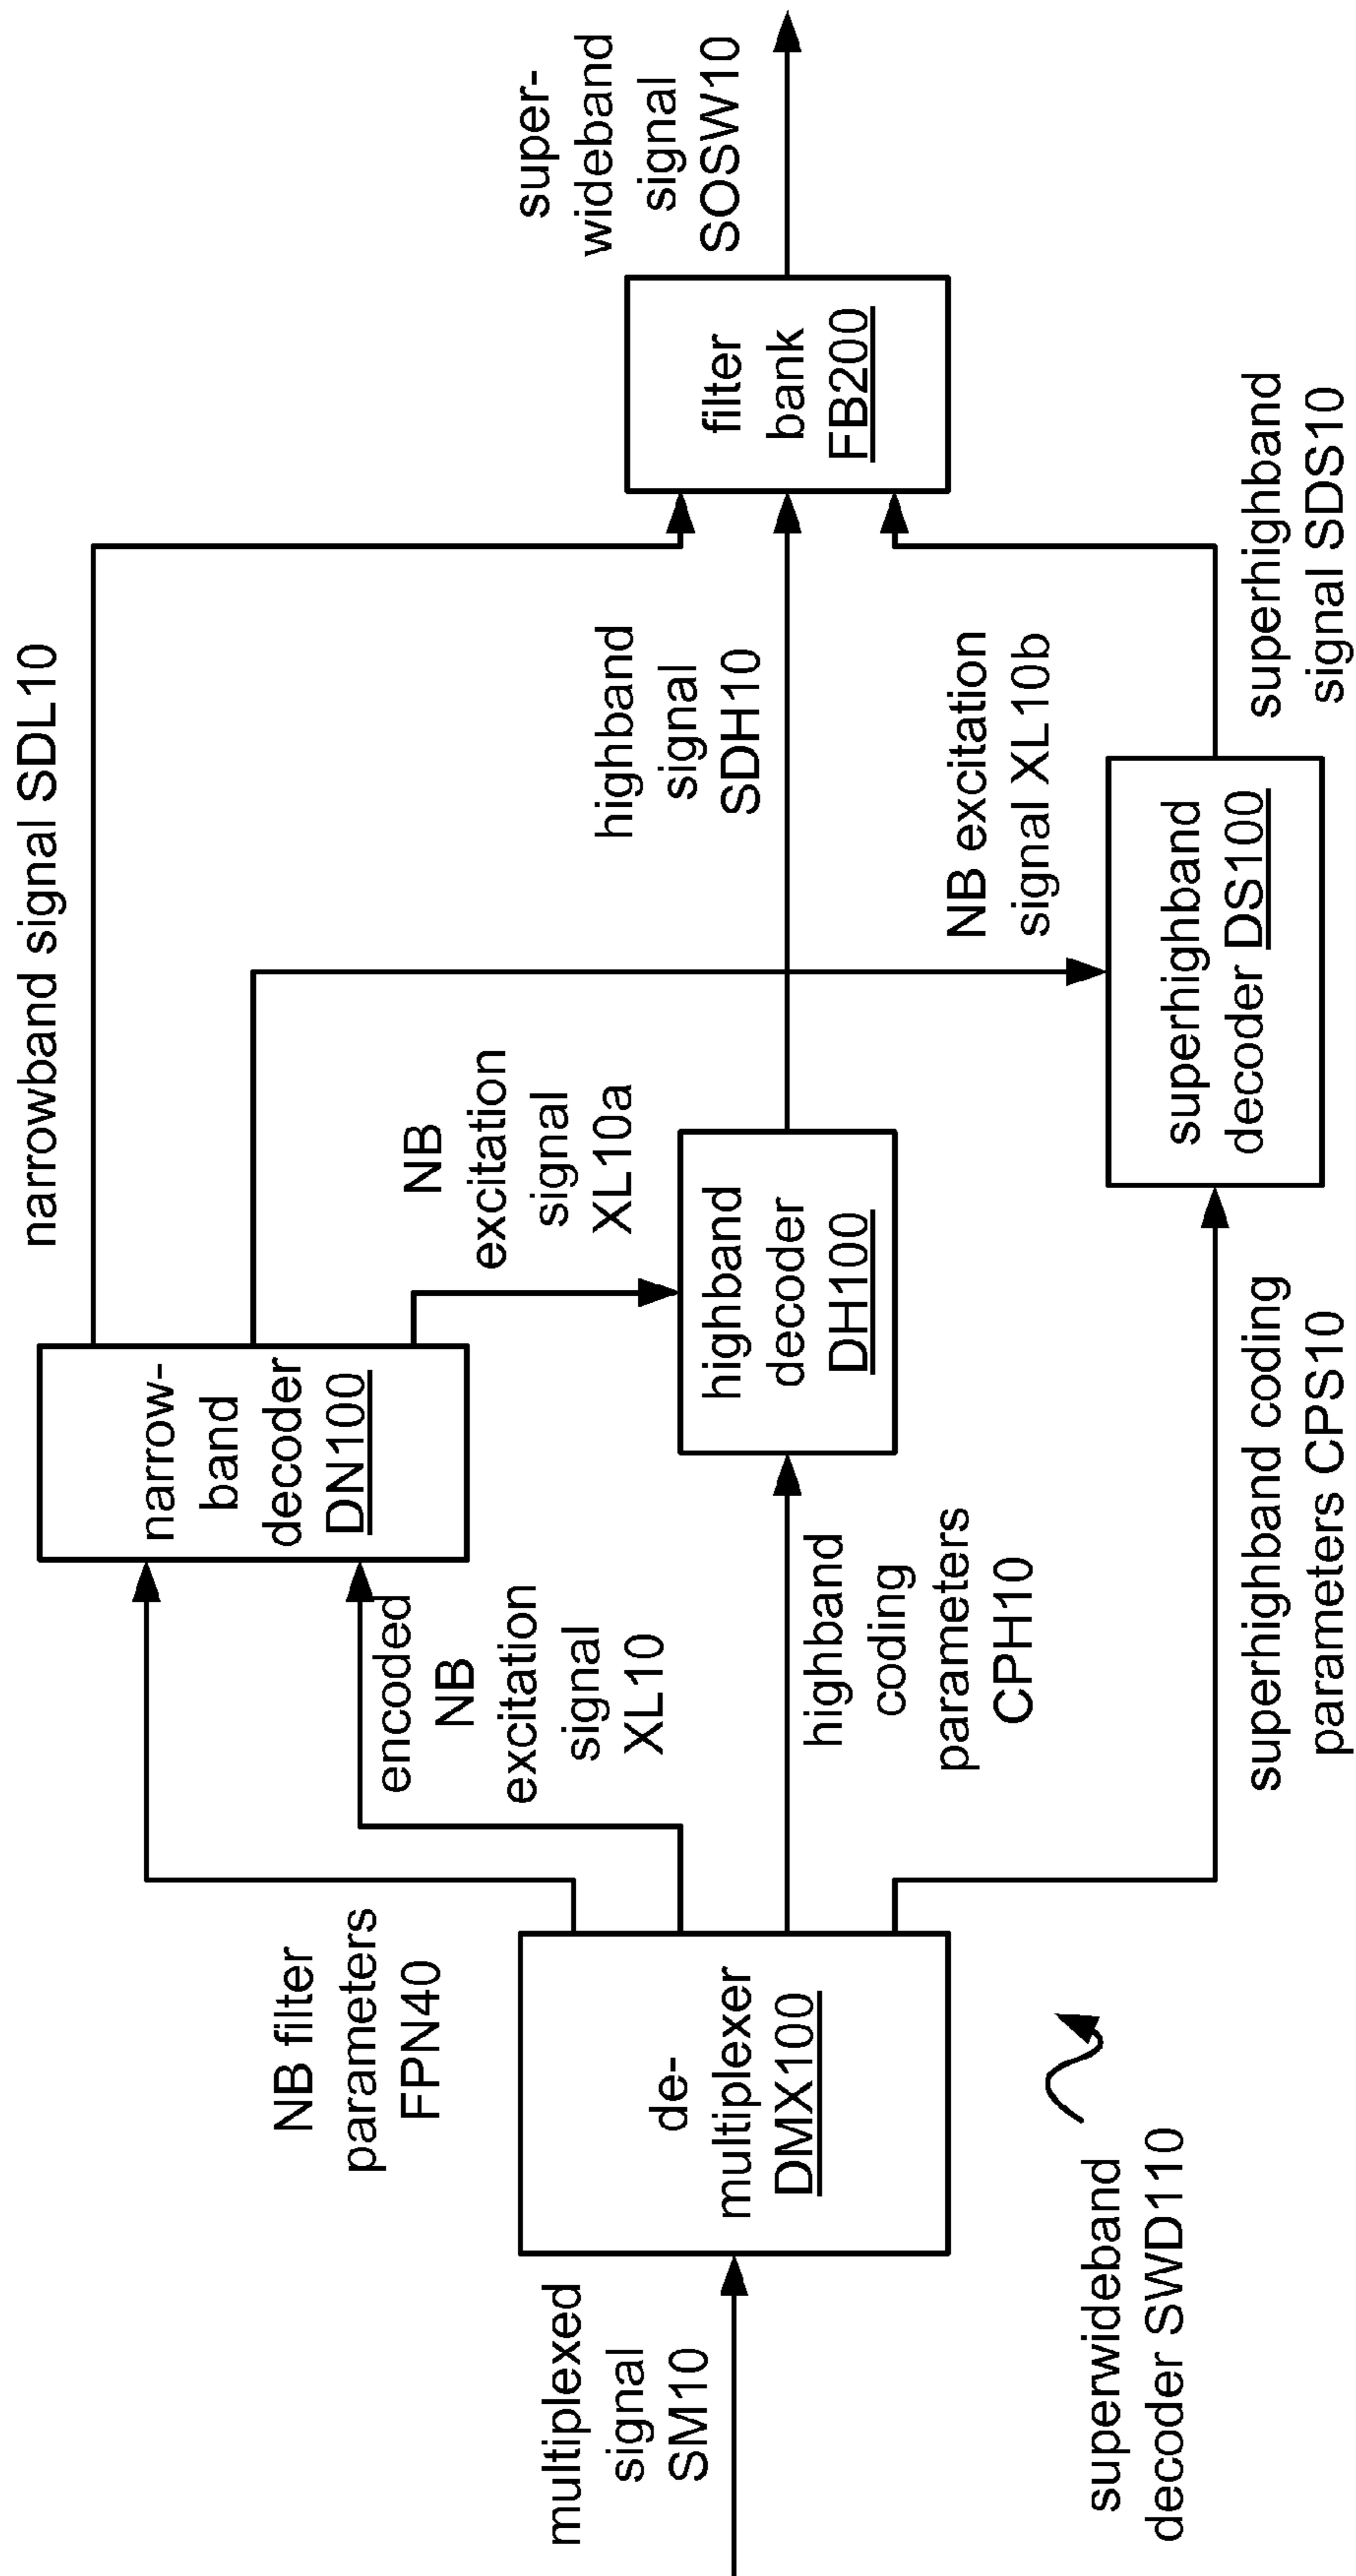 multiplexed
signal
SM10
de-
multiplexer
DMX100
superwideband
decoder SWD110
NB filter
parameters
FPN40
encoded
NB
excitation
signal
XL10
highband
coding
parameters
CPH10
superhighband coding
parameters CPS10
narrow-
band
decoder
DN100
NB
excitation
signal
XL10a
highband
decoder
DH100
superhighband
decoder DS100
narrowband signal SDL10
highband
signal
SDH10
NB excitation
signal XL10b
superhighband
signal SDS10
filter
bank
FB200
super-
wideband
signal
SOSW10